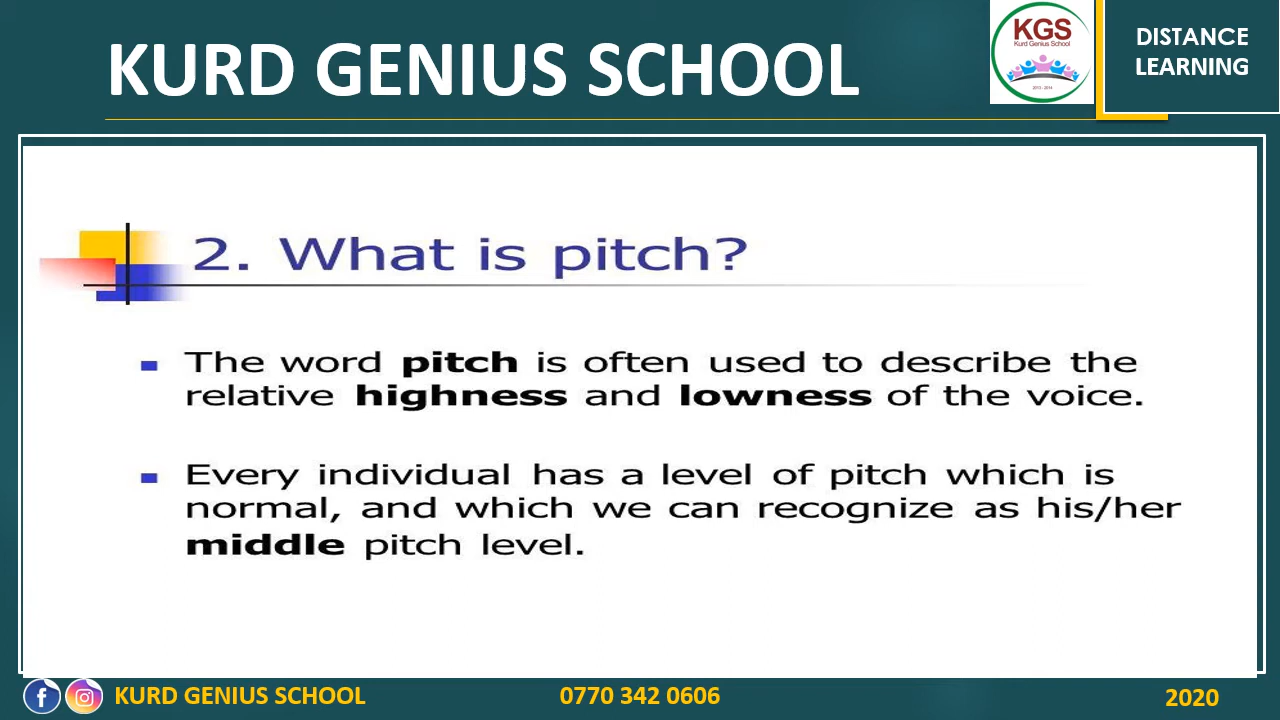 KURD GENIUS SCHOOL
KGS
Kurd Genius School
2013 - 2014
DISTANCE
LEARNING
2. What is pitch?
The word pitch is often used to describe the
relative highness and lowness of the voice.
Every individual has a level of pitch which is
normal, and which we can recognize as his/her
middle pitch level.
KURD GENIUS SCHOOL
0770 342 0606
2020